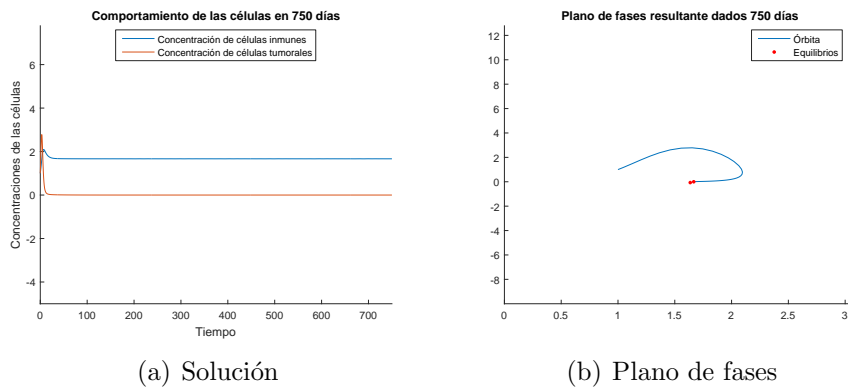 Comportamiento de las células en 750 días
Concentración de células inmunes
Concentración de células tumorales
Concentraciones de las células
6
4
2
0
-2
-4
0 100 200 300 400 500 600 700
Tiempo
(a) Solución
Plano de fases resultante dados 750 días
Órbita
Equilibrios
12
10
8
6
4
2
0
-2
-4
-6
-8
0 0.5 1 1.5 2 2.5 3
(b) Plano de fases